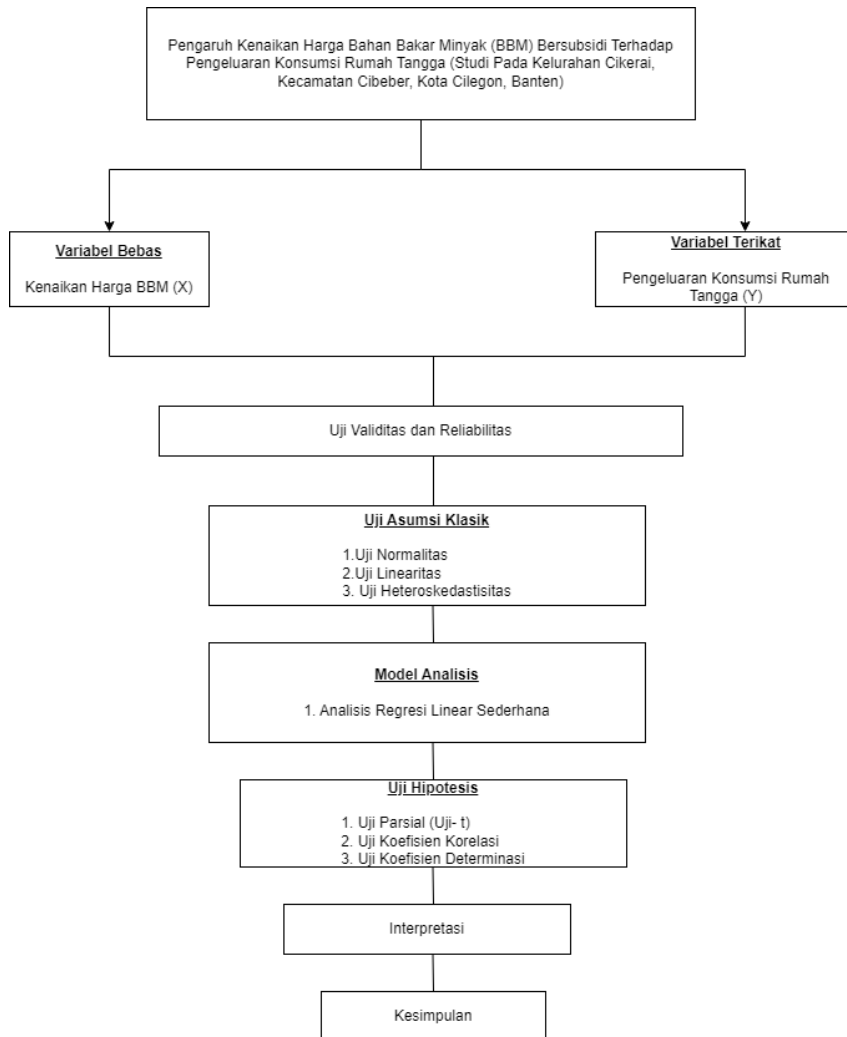 Pengaruh Kenaikan Harga Bahan Bakar Minyak (BBM) Bersubsidi Terhadap
Pengeluaran Konsumsi Rumah Tangga (Studi Pada Kelurahan Cikerai,
Kecamatan Cibeber, Kota Cilegon, Banten)
Variabel Bebas
Kenaikan Harga BBM (X)
Variabel Terikat
Pengeluaran Konsumsi Rumah
Tangga (Y)
Uji Validitas dan Reliabilitas
Uji Asumsi Klasik
1.Uji Normalitas
2.Uji Linearitas
3. Uji Heteroskedastisitas
Model Analisis
1. Analisis Regresi Linear Sederhana
Uji Hipotesis
1. Uji Parsial (Uji- t)
2. Uji Koefisien Korelasi
3. Uji Koefisien Determinasi
Interpretasi
Kesimpulan